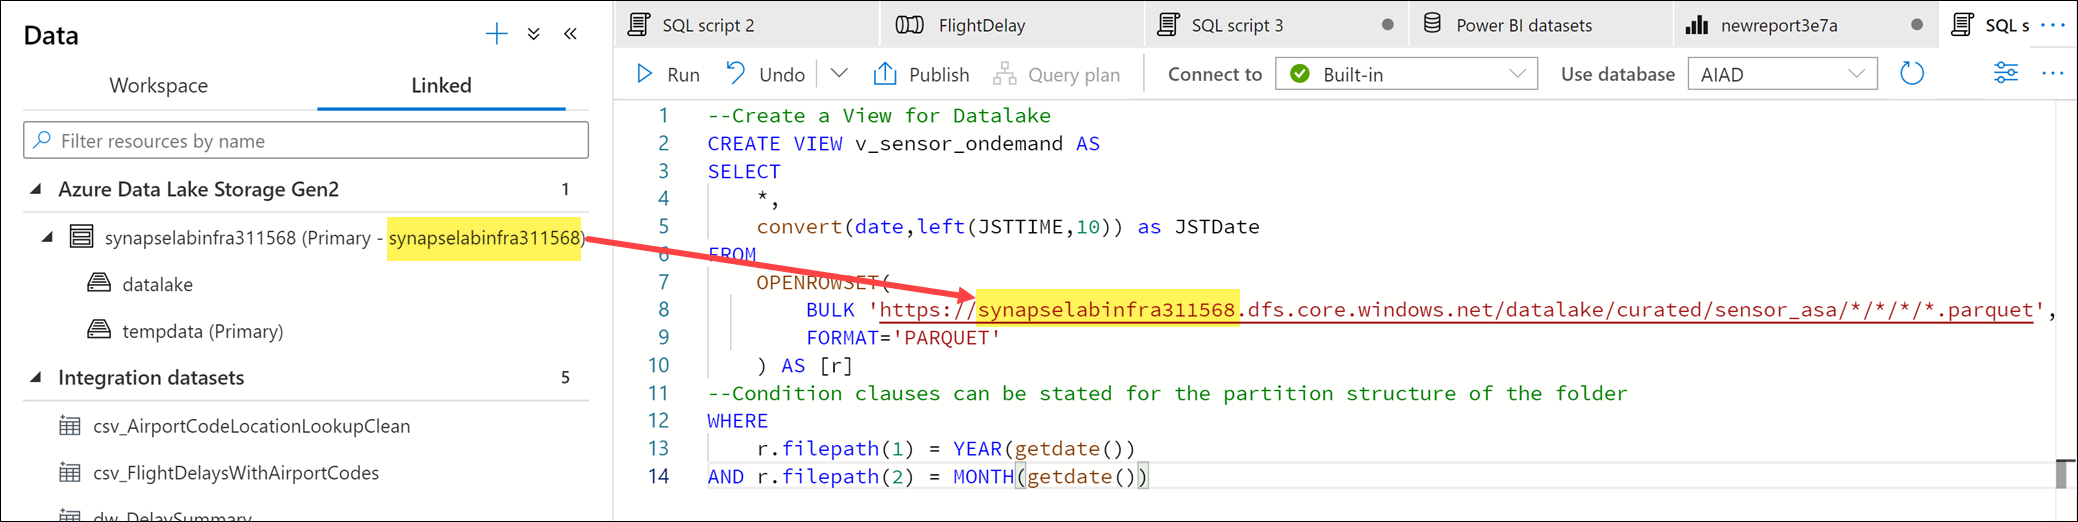 Data
Workspace
Linked
Filter resources by name
Azure Data Lake Storage Gen2 1
synapselabinfra311568 (Primary - synapselabinfra311568)
datalake
tempdata (Primary)
Integration datasets 5
csv_AirportCodeLocationLookupClean
csv_FlightDelaysWithAirportCodes
dw_DelaySummary
SQL script 2
FlightDelay
SQL script 3
Power BI datasets
newreport3e7a
SQL s
Run
Undo
Publish
Query plan
Connect to
Built-in
Use database
AIAD
1 --Create a View for Datalake
2 CREATE VIEW v_sensor_ondemand AS
3 SELECT
4 *,
5 convert(date,left(JSTTIME,10)) as JSTDate
6 FROM
7 OPENROWSET(
8 BULK 'https://synapselabinfra311568.dfs.core.windows.net/datalake/curated/sensor_asa/*/*/*/*.parquet',
9 FORMAT='PARQUET'
10 ) AS [r]
11 --Condition clauses can be stated for the partition structure of the folder
12 WHERE
13 r.filepath(1) = YEAR(getdate())
14 AND r.filepath(2) = MONTH(getdate())